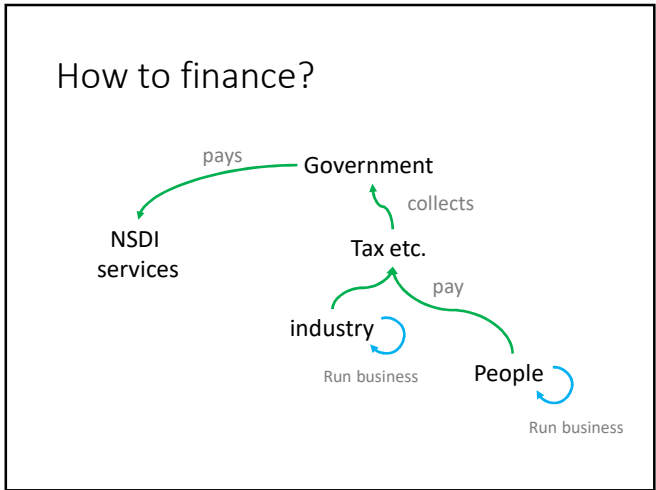 How to finance?
pays
Government
collects
NSDI
services
Tax etc.
pay
industry
Run business
People
Run business